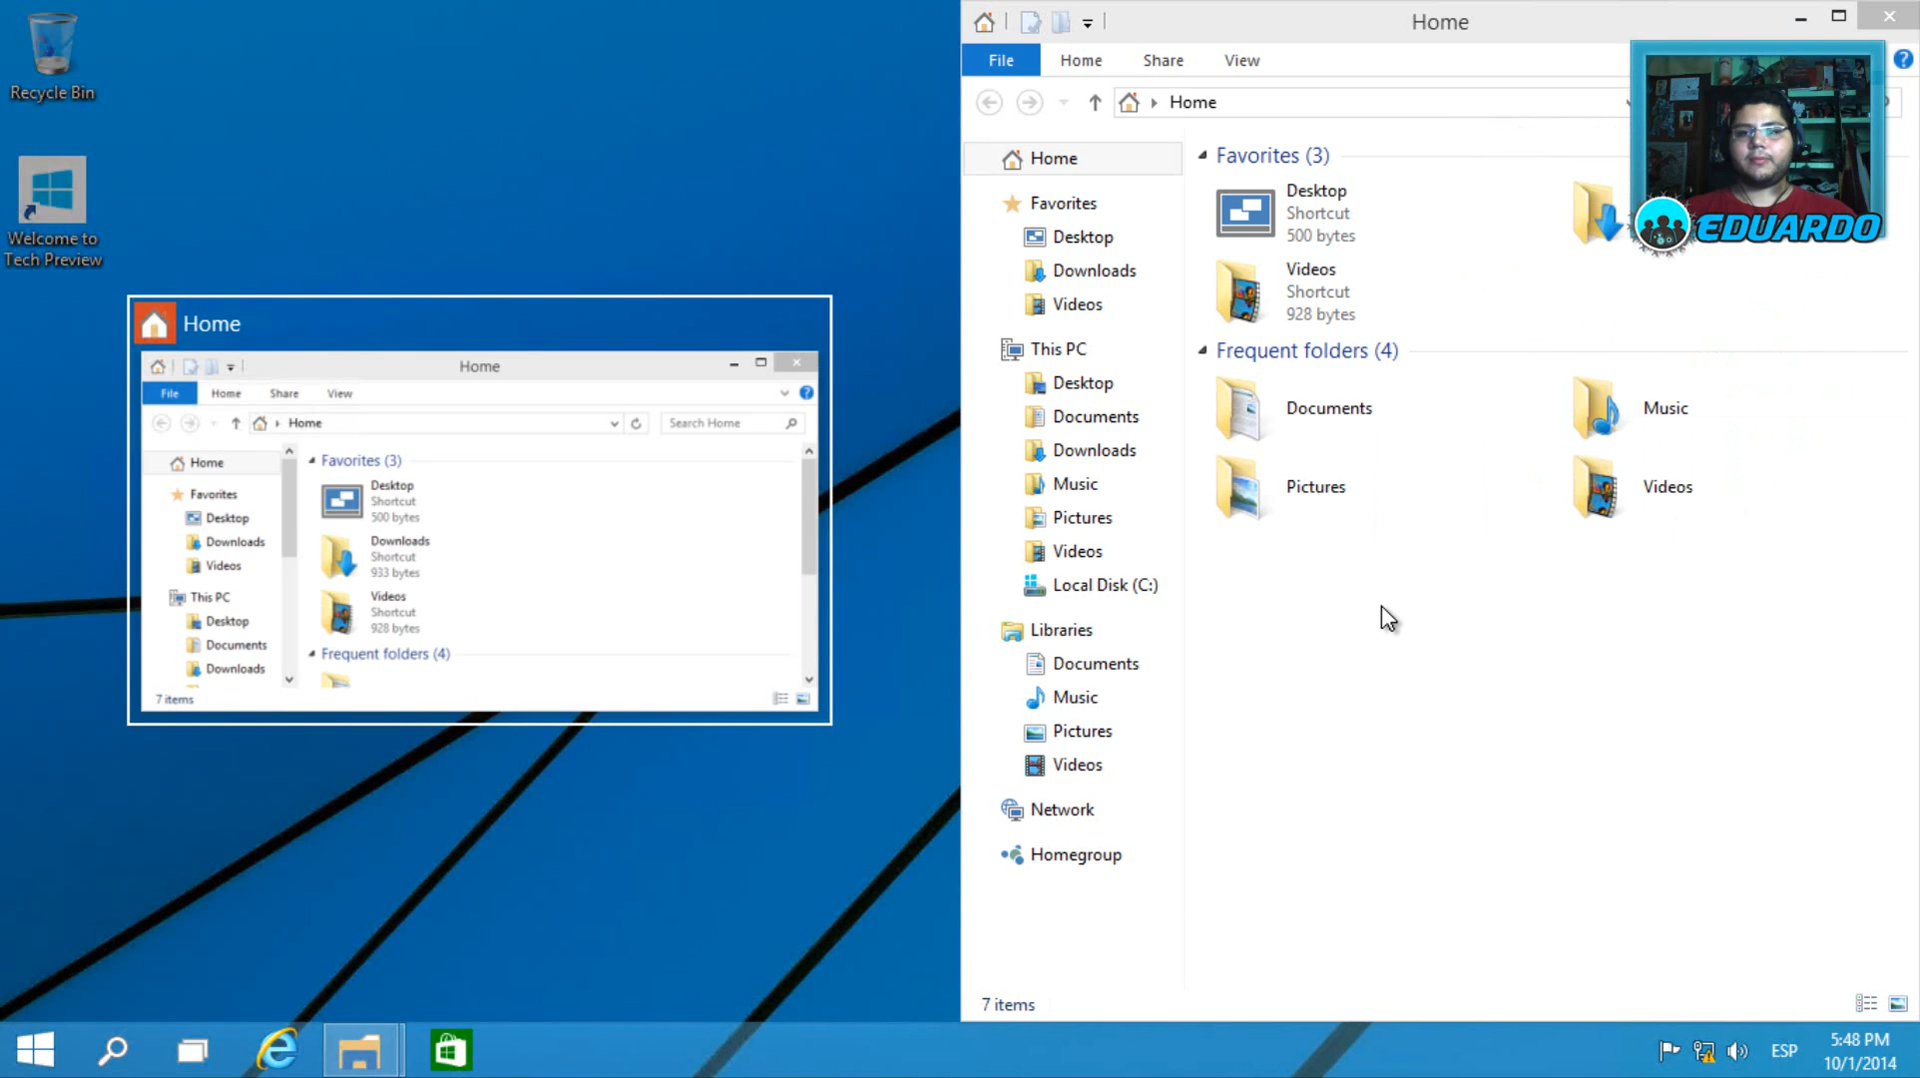 Recycle Bin
Welcome to
Tech Preview
Home
Home
File
Home
Share
View
Home
Search Home
Home
Favorites
Desktop
Downloads
Videos
This PC
Desktop
Documents
Downloads
Favorites (3)
Desktop
Shortcut
500 bytes
Downloads
Shortcut
933 bytes
Videos
Shortcut
928 bytes
Frequent folders (4)
7 items
Home
File
Home
Share
View
Home
Home
Favorites
Desktop
Downloads
Videos
This PC
Desktop
Documents
Downloads
Music
Pictures
Videos
Local Disk (C:)
Libraries
Documents
Music
Pictures
Videos
Network
Homegroup
Favorites (3)
Desktop
Shortcut
500 bytes
Videos
Shortcut
928 bytes
Frequent folders (4)
Documents
Music
Pictures
Videos
7 items
EDUARDO
ESP
5:48 PM
10/1/2014